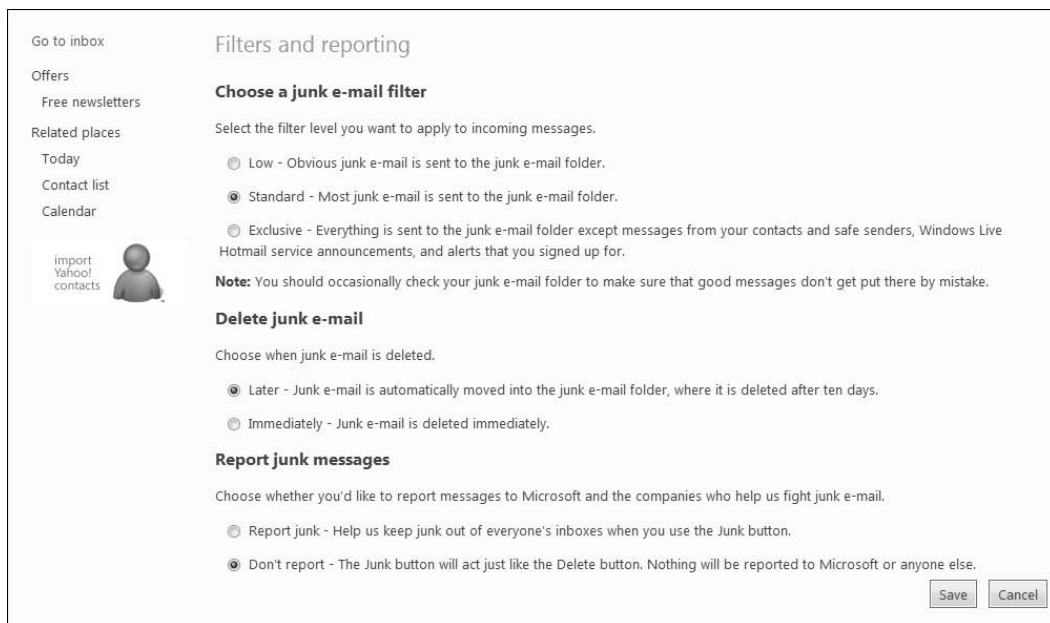 Go to inbox
Offers
Free newsletters
Related places
Today
Contact list
Calendar
import
Yahoo!
contacts
Filters and reporting
Choose a junk e-mail filter
Select the filter level you want to apply to incoming messages.
Low - Obvious junk e-mail is sent to the junk e-mail folder.
Standard - Most junk e-mail is sent to the junk e-mail folder.
Exclusive - Everything is sent to the junk e-mail folder except messages from your contacts and safe senders, Windows Live
Hotmail service announcements, and alerts that you signed up for.
Note: You should occasionally check your junk e-mail folder to make sure that good messages don't get put there by mistake.
Delete junk e-mail
Choose when junk e-mail is deleted.
Later - Junk e-mail is automatically moved into the junk e-mail folder, where it is deleted after ten days.
Immediately - Junk e-mail is deleted immediately.
Report junk messages
Choose whether you'd like to report messages to Microsoft and the companies who help us fight junk e-mail.
Report junk - Help us keep junk out of everyone's inboxes when you use the Junk button.
Don't report - The Junk button will act just like the Delete button. Nothing will be reported to Microsoft or anyone else.
Save Cancel